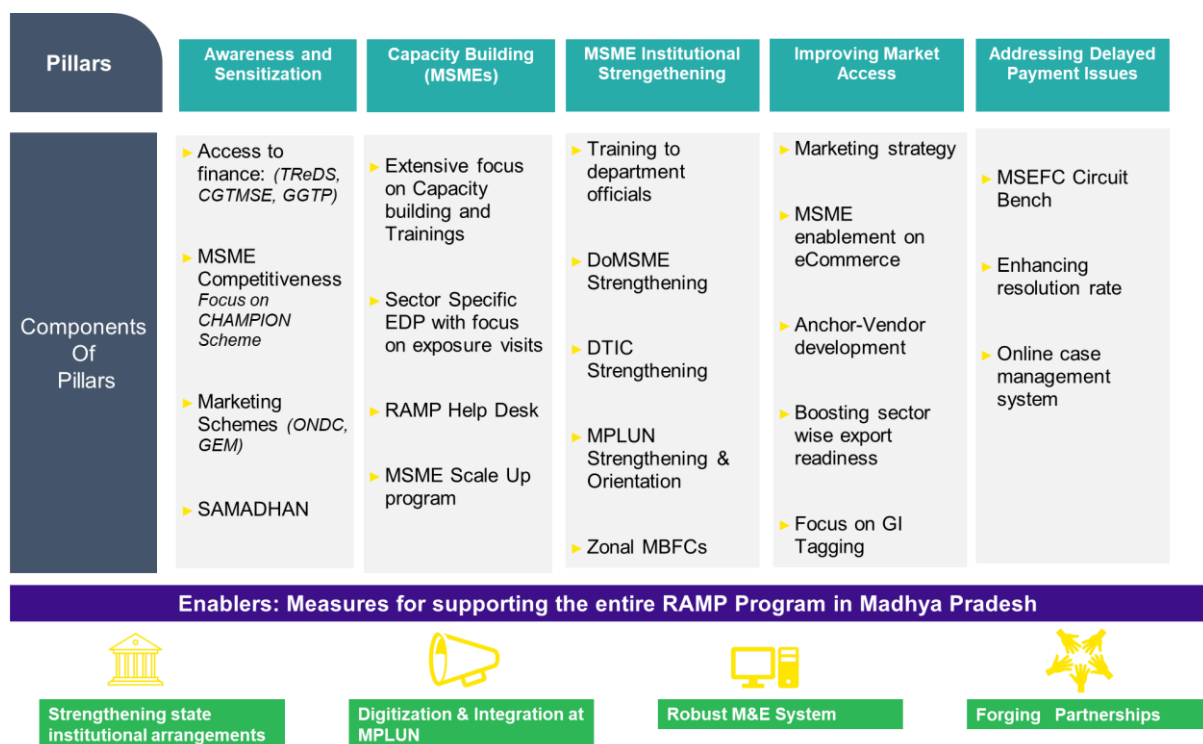 Pillars
Awareness and
Sensitization
Capacity Building
(MSMEs)
MSME Institutional
Strengethening
Improving Market
Access
Addressing Delayed
Payment Issues
Components
Of
Pillars
► Access to
finance: (TReDS,
CGTMSE, GGTP)
► MSME
Competitiveness
Focus on
CHAMPION
Scheme
► Marketing
Schemes (ONDC,
GEM)
► SAMADHAN
► Extensive focus
on Capacity
building and
Trainings
► Sector Specific
EDP with focus
on exposure visits
► RAMP Help Desk
► MSME Scale Up
program
► Training to
department
officials
► DoMSME
Strengthening
► DTIC
Strengthening
► MPLUN
Strengthening &
Orientation
► Zonal MBFCs
► Marketing strategy
► MSME
enablement on
eCommerce
► Anchor-Vendor
development
► Boosting sector
wise export
readiness
► Focus on GI
Tagging
► MSEFC Circuit
Bench
► Enhancing
resolution rate
► Online case
management
system
Enablers: Measures for supporting the entire RAMP Program in Madhya Pradesh
Strengthening state
institutional arrangements
Digitization & Integration at
MPLUN
Robust M&E System
Forging Partnerships